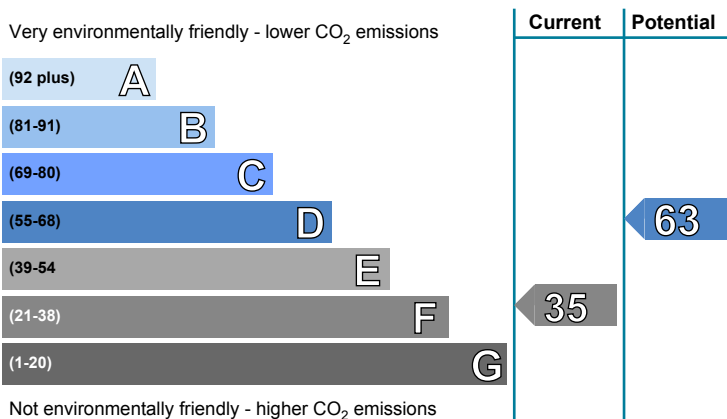 Current Potential
Very environmentally friendly - lower CO2 emissions
(92 plus) A
(81-91) B
(69-80) C
(55-68) D 63
(39-54 E
(21-38) F 35
(1-20) G
Not environmentally friendly - higher CO2 emissions